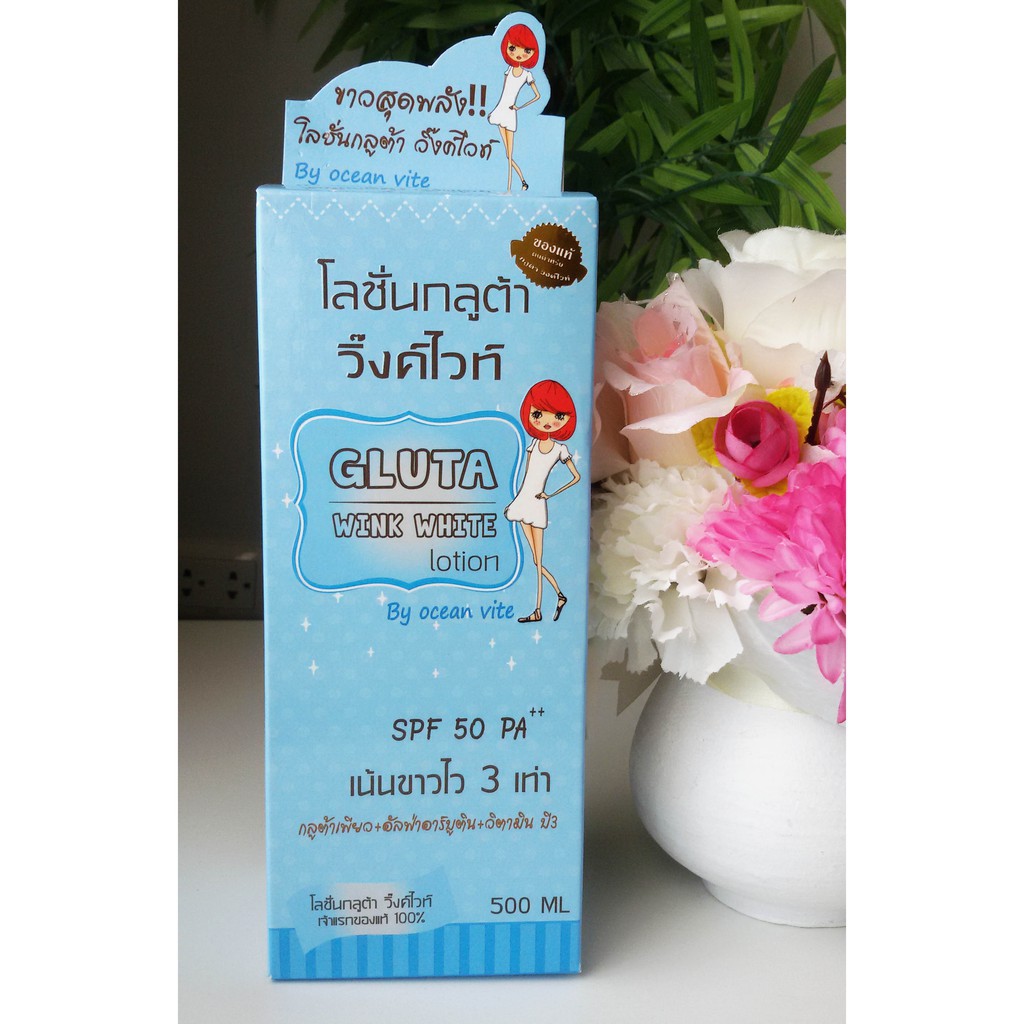 ขาวสุดพลัง!!
โลชั่นกลูต้า วิ๊งค์ไวท์
By ocean vite
ของแท้
โลชั่นกลูต้า
วิ๊งค์ไวท์
GLUTA
WINK WHITE
lotion
By ocean vite
SPF 50 PA++
เน้นขาวไว 3 เท่า
กลูต้าเพียว+อัลฟ่าอาร์บูติน+วิตามิน บี3
โลชั่นกลูต้า วิ๊งค์ไวท์
เจ้าแรกของแท้ 100%
500 ML